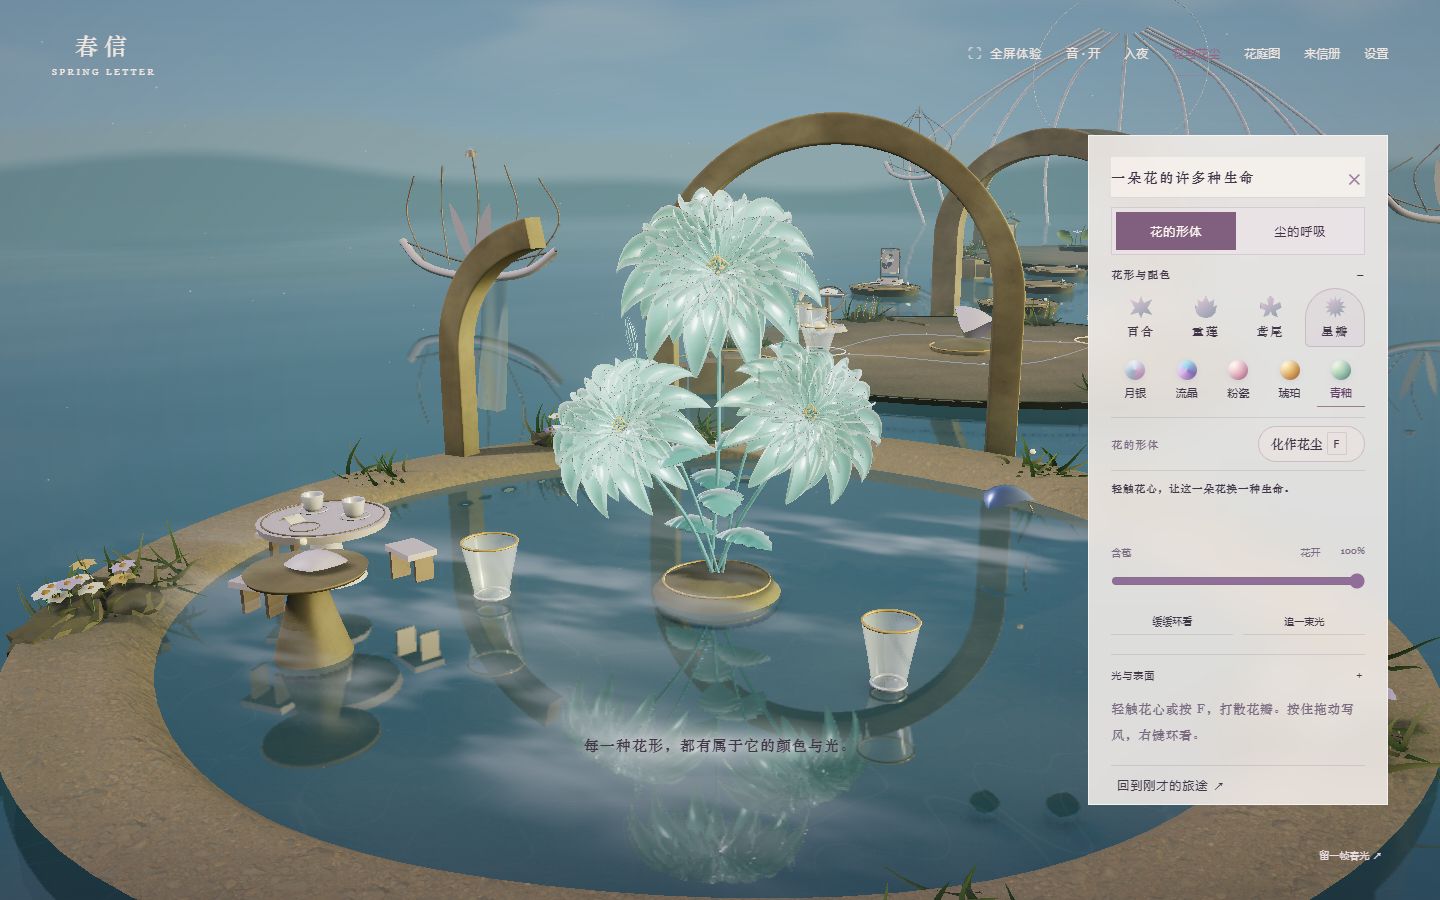 春信
SPRING LETTER
全屏体验
音·开
入夜
花庭图
来信册
设置
一朵花的许多种生命
花的形体
尘的呼吸
花形与配色
百合
重莲
鸢尾
星瓣
月银
流晶
粉瓷
琥珀
青釉
花的形体
化作花尘 F
轻触花心，让这一朵花换一种生命。
含苞
花开 100%
缓缓环看
追一束光
光与表面
轻触花心或按 F，打散花瓣。按住拖动写
风，右键环看。
回到刚才的旅途 ↗
每一种花形，都有属于它的颜色与光。
留一帧春光 ↗